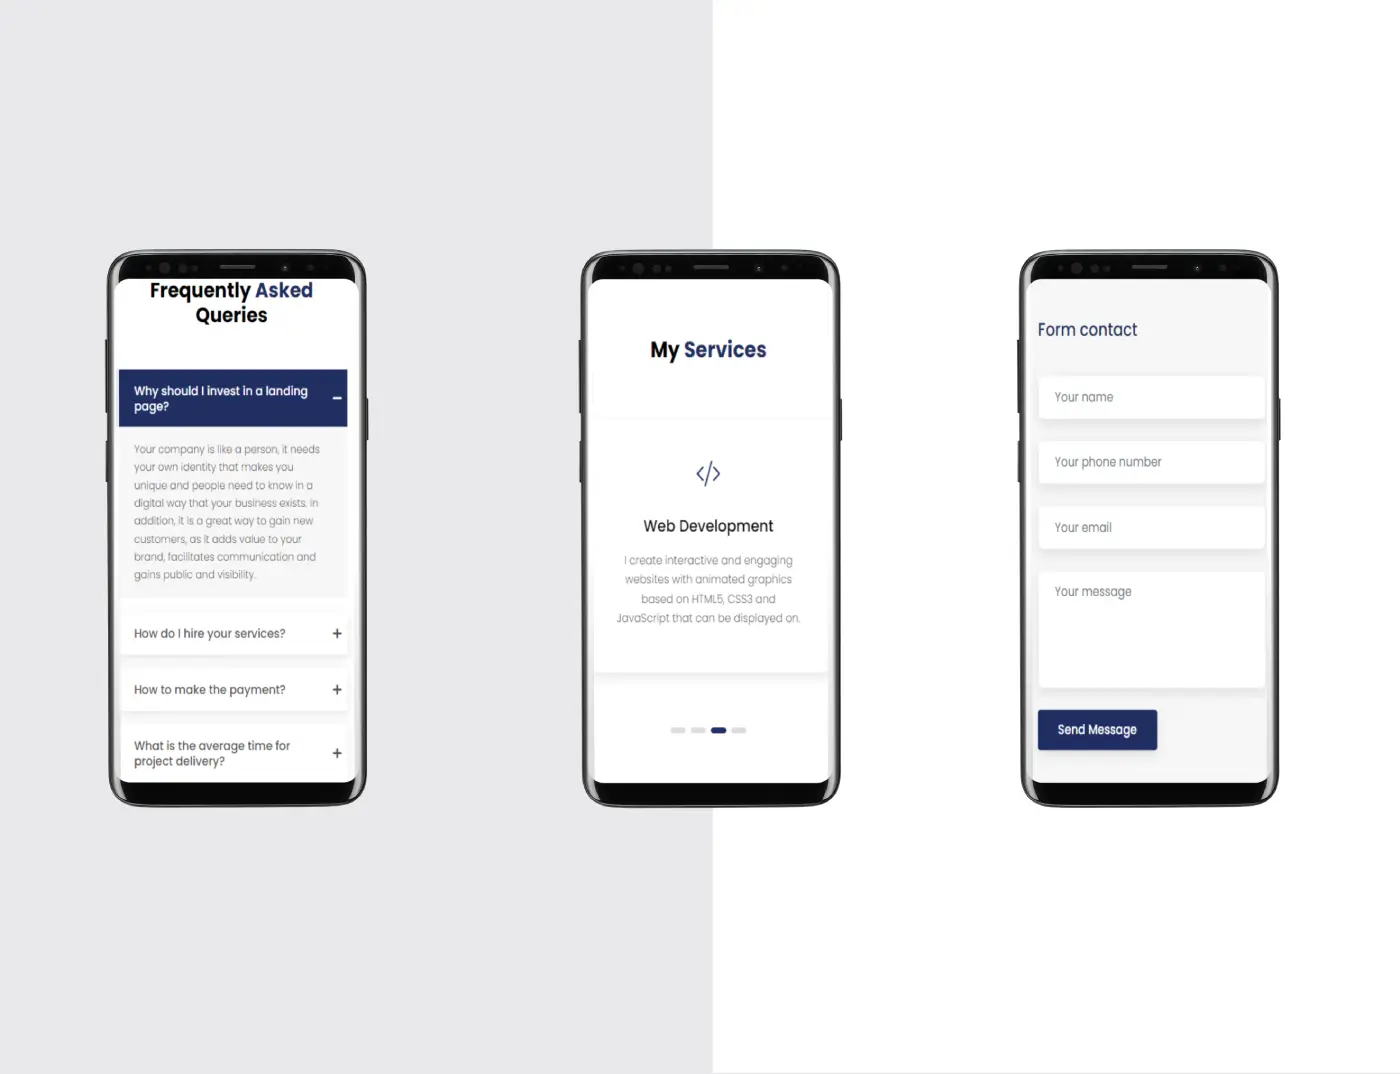 Frequently Asked
Queries
Why should I invest in a landing
page?
Your company is like a person, it needs
your own identity that makes you
unique and people need to know in a
digital way that your business exists. In
addition, it is a great way to gain new
customers, as it adds value to your
brand, facilitates communication and
gains public and visibility.
How do I hire your services?
How to make the payment?
What is the average time for
project delivery?
My Services
</>
Web Development
I create interactive and engaging
websites with animated graphics
based on HTML5, CSS3 and
JavaScript that can be displayed on.
Form contact
Your name
Your phone number
Your email
Your message
Send Message